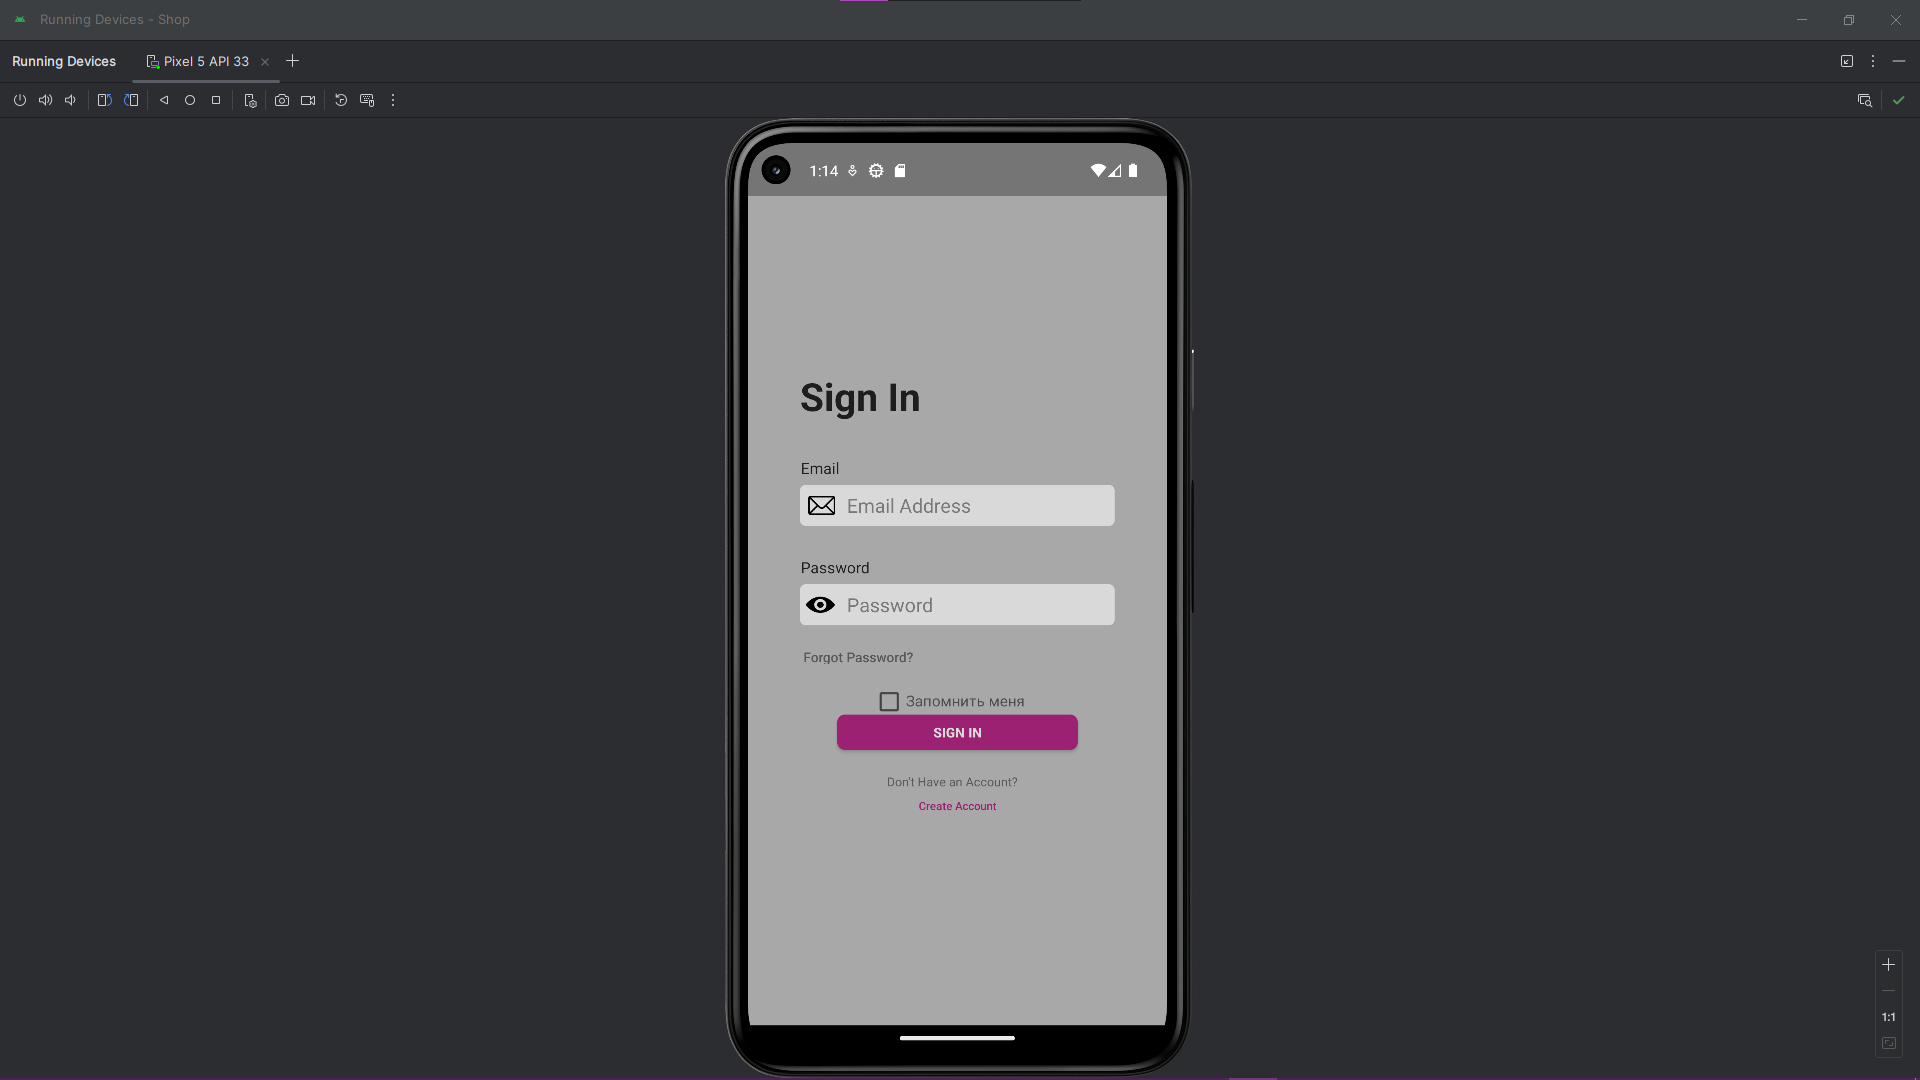 Running Devices - Shop
Running Devices
Pixel 5 API 33
1:14
Sign In
Email
Email Address
Password
Password
Forgot Password?
Запомнить меня
SIGN IN
Don't Have an Account?
Create Account
1:1